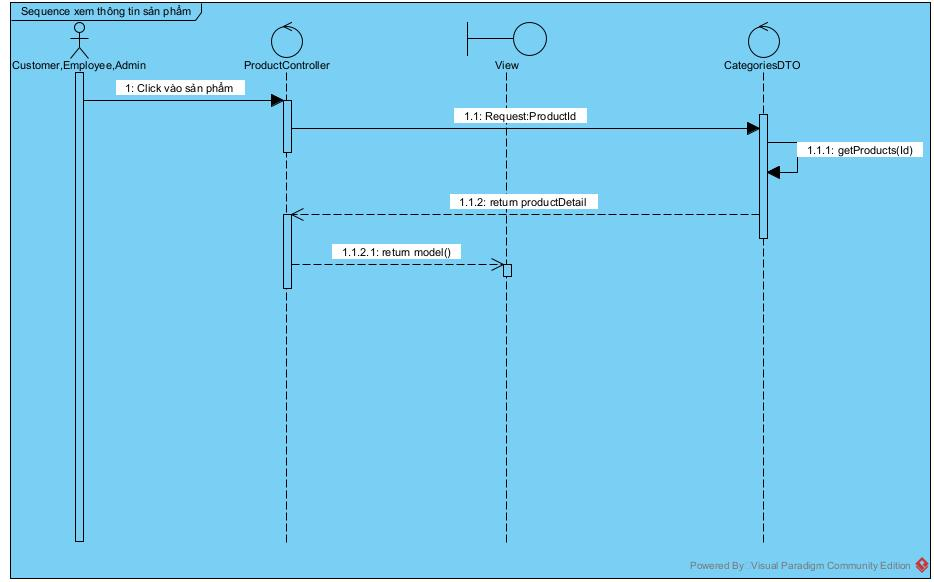 Sequence xem thông tin sản phẩm
Customer,Employee,Admin
ProductController
View
CategoriesDTO
1: Click vào sản phẩm
1.1: Request:ProductId
1.1.1: getProducts(Id)
1.1.2: return productDetail
1.1.2.1: return model()
Powered By Visual Paradigm Community Edition